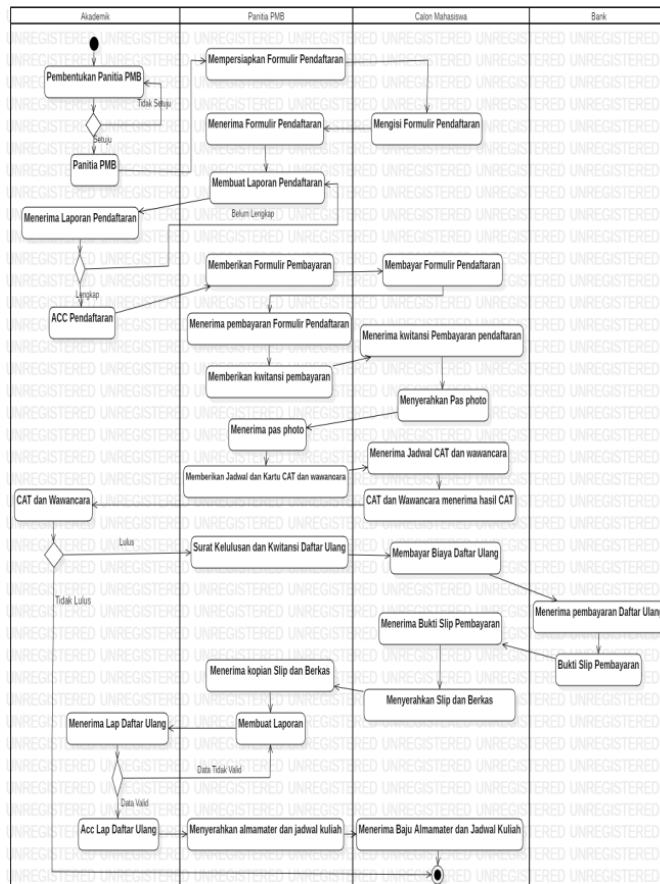 Akademik
Panitia PMB
Calon Mahasiswa
Bank
UNREGISTERED
Pembentukan Panitia PMB
Tidak Setuju
Setuju
Panitia PMB
Mempersiapkan Formulir Pendaftaran
Menerima Formulir Pendaftaran
Mengisi Formulir Pendaftaran
Membuat Laporan Pendaftaran
Menerima Laporan Pendaftaran
Belum Lengkap
Lengkap
ACC Pendaftaran
Memberikan Formulir Pembayaran
Membayar Formulir Pendaftaran
Menerima pembayaran Formulir Pendaftaran
Menerima kwitansi Pembayaran pendaftaran
Memberikan kwitansi pembayaran
Menyerahkan Pas photo
Menerima pas photo
Menerima Jadwal CAT dan wawancara
Memberikan Jadwal dan Kartu CAT dan wawancara
CAT dan Wawancara
CAT dan Wawancara menerima hasil CAT
Lulus
Surat Kelulusan dan Kwitansi Daftar Ulang
Membayar Biaya Daftar Ulang
Tidak Lulus
Menerima pembayaran Daftar Ulang
Menerima Bukti Slip Pembayaran
Bukti Slip Pembayaran
Menerima kopian Slip dan Berkas
Menyerahkan Slip dan Berkas
Menerima Lap Daftar Ulang
Membuat Laporan
Data Tidak Valid
Data Valid
Acc Lap Daftar Ulang
Menyerahkan almamater dan jadwal kuliah
Menerima Baju Almamater dan Jadwal Kuliah